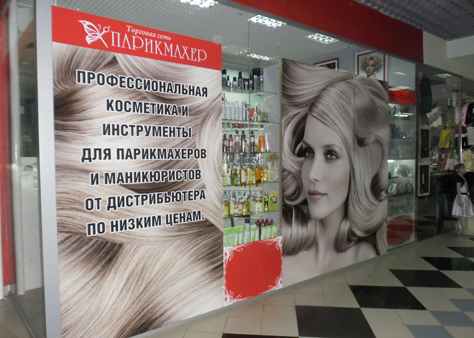 Торговая сеть
ПАРИКМАХЕР
ПРОФЕССИОНАЛЬНАЯ
КОСМЕТИКА И
ИНСТРУМЕНТЫ
ДЛЯ ПАРИКМАХЕРОВ
И МАНИКЮРИСТОВ
ОТ ДИСТРИБЬЮТЕРА
ПО НИЗКИМ ЦЕНАМ.